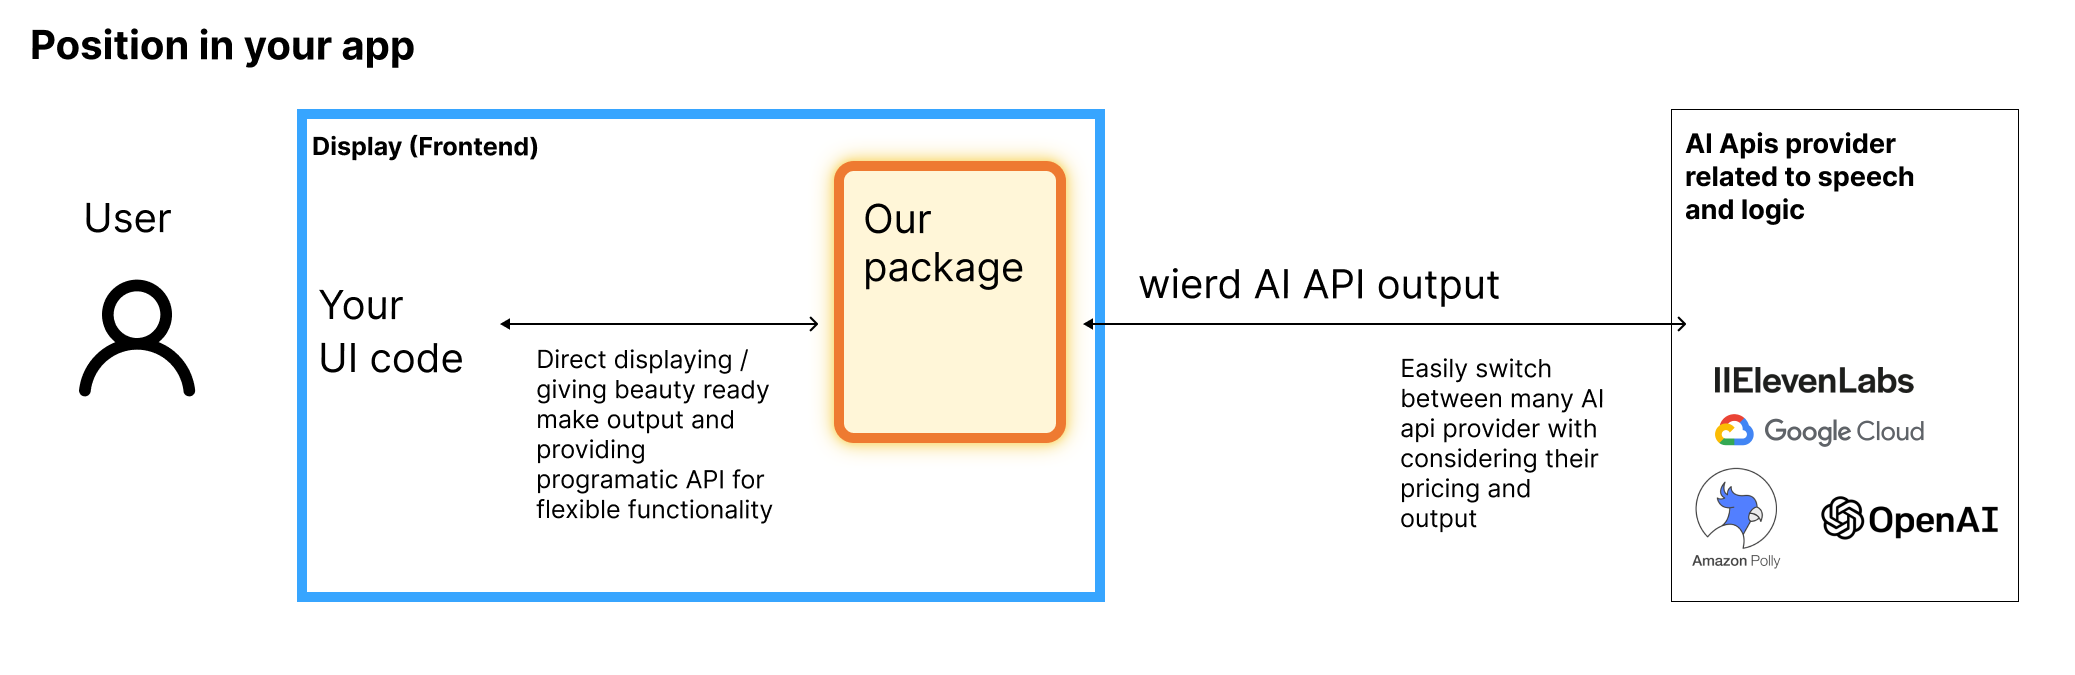 Position in your app
Display (Frontend)
User
Your
UI code
Direct displaying /
giving beauty ready
make output and
providing
programatic API for
flexible functionality
Our
package
wierd AI API output
Easily switch
between many AI
api provider with
considering their
pricing and
output
AI Apis provider
related to speech
and logic
IIElevenLabs
Google Cloud
Amazon Polly
OpenAI